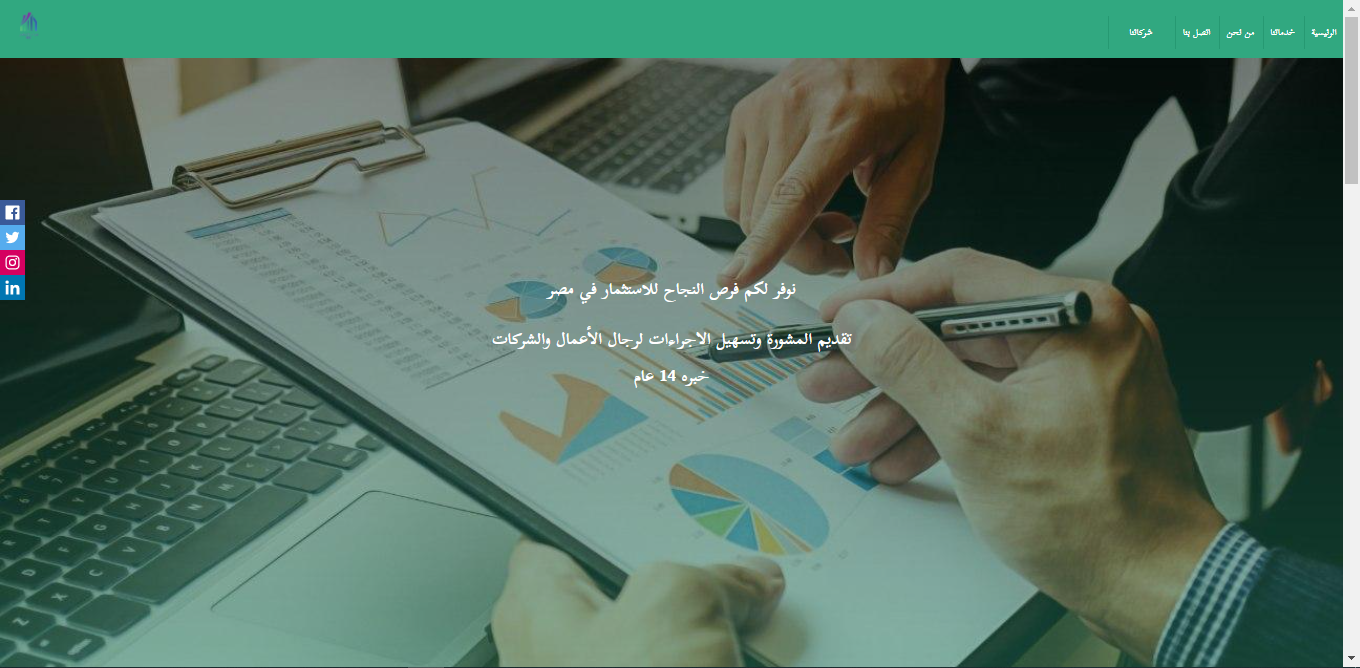 الرئيسية
خدماتنا
من نحن
اتصل بنا
شركائنا
نوفر لكم فرص النجاح للاستثمار في مصر
تقديم المشورة وتسهيل الاجراءات لرجال الأعمال والشركات
خبره 14 عام